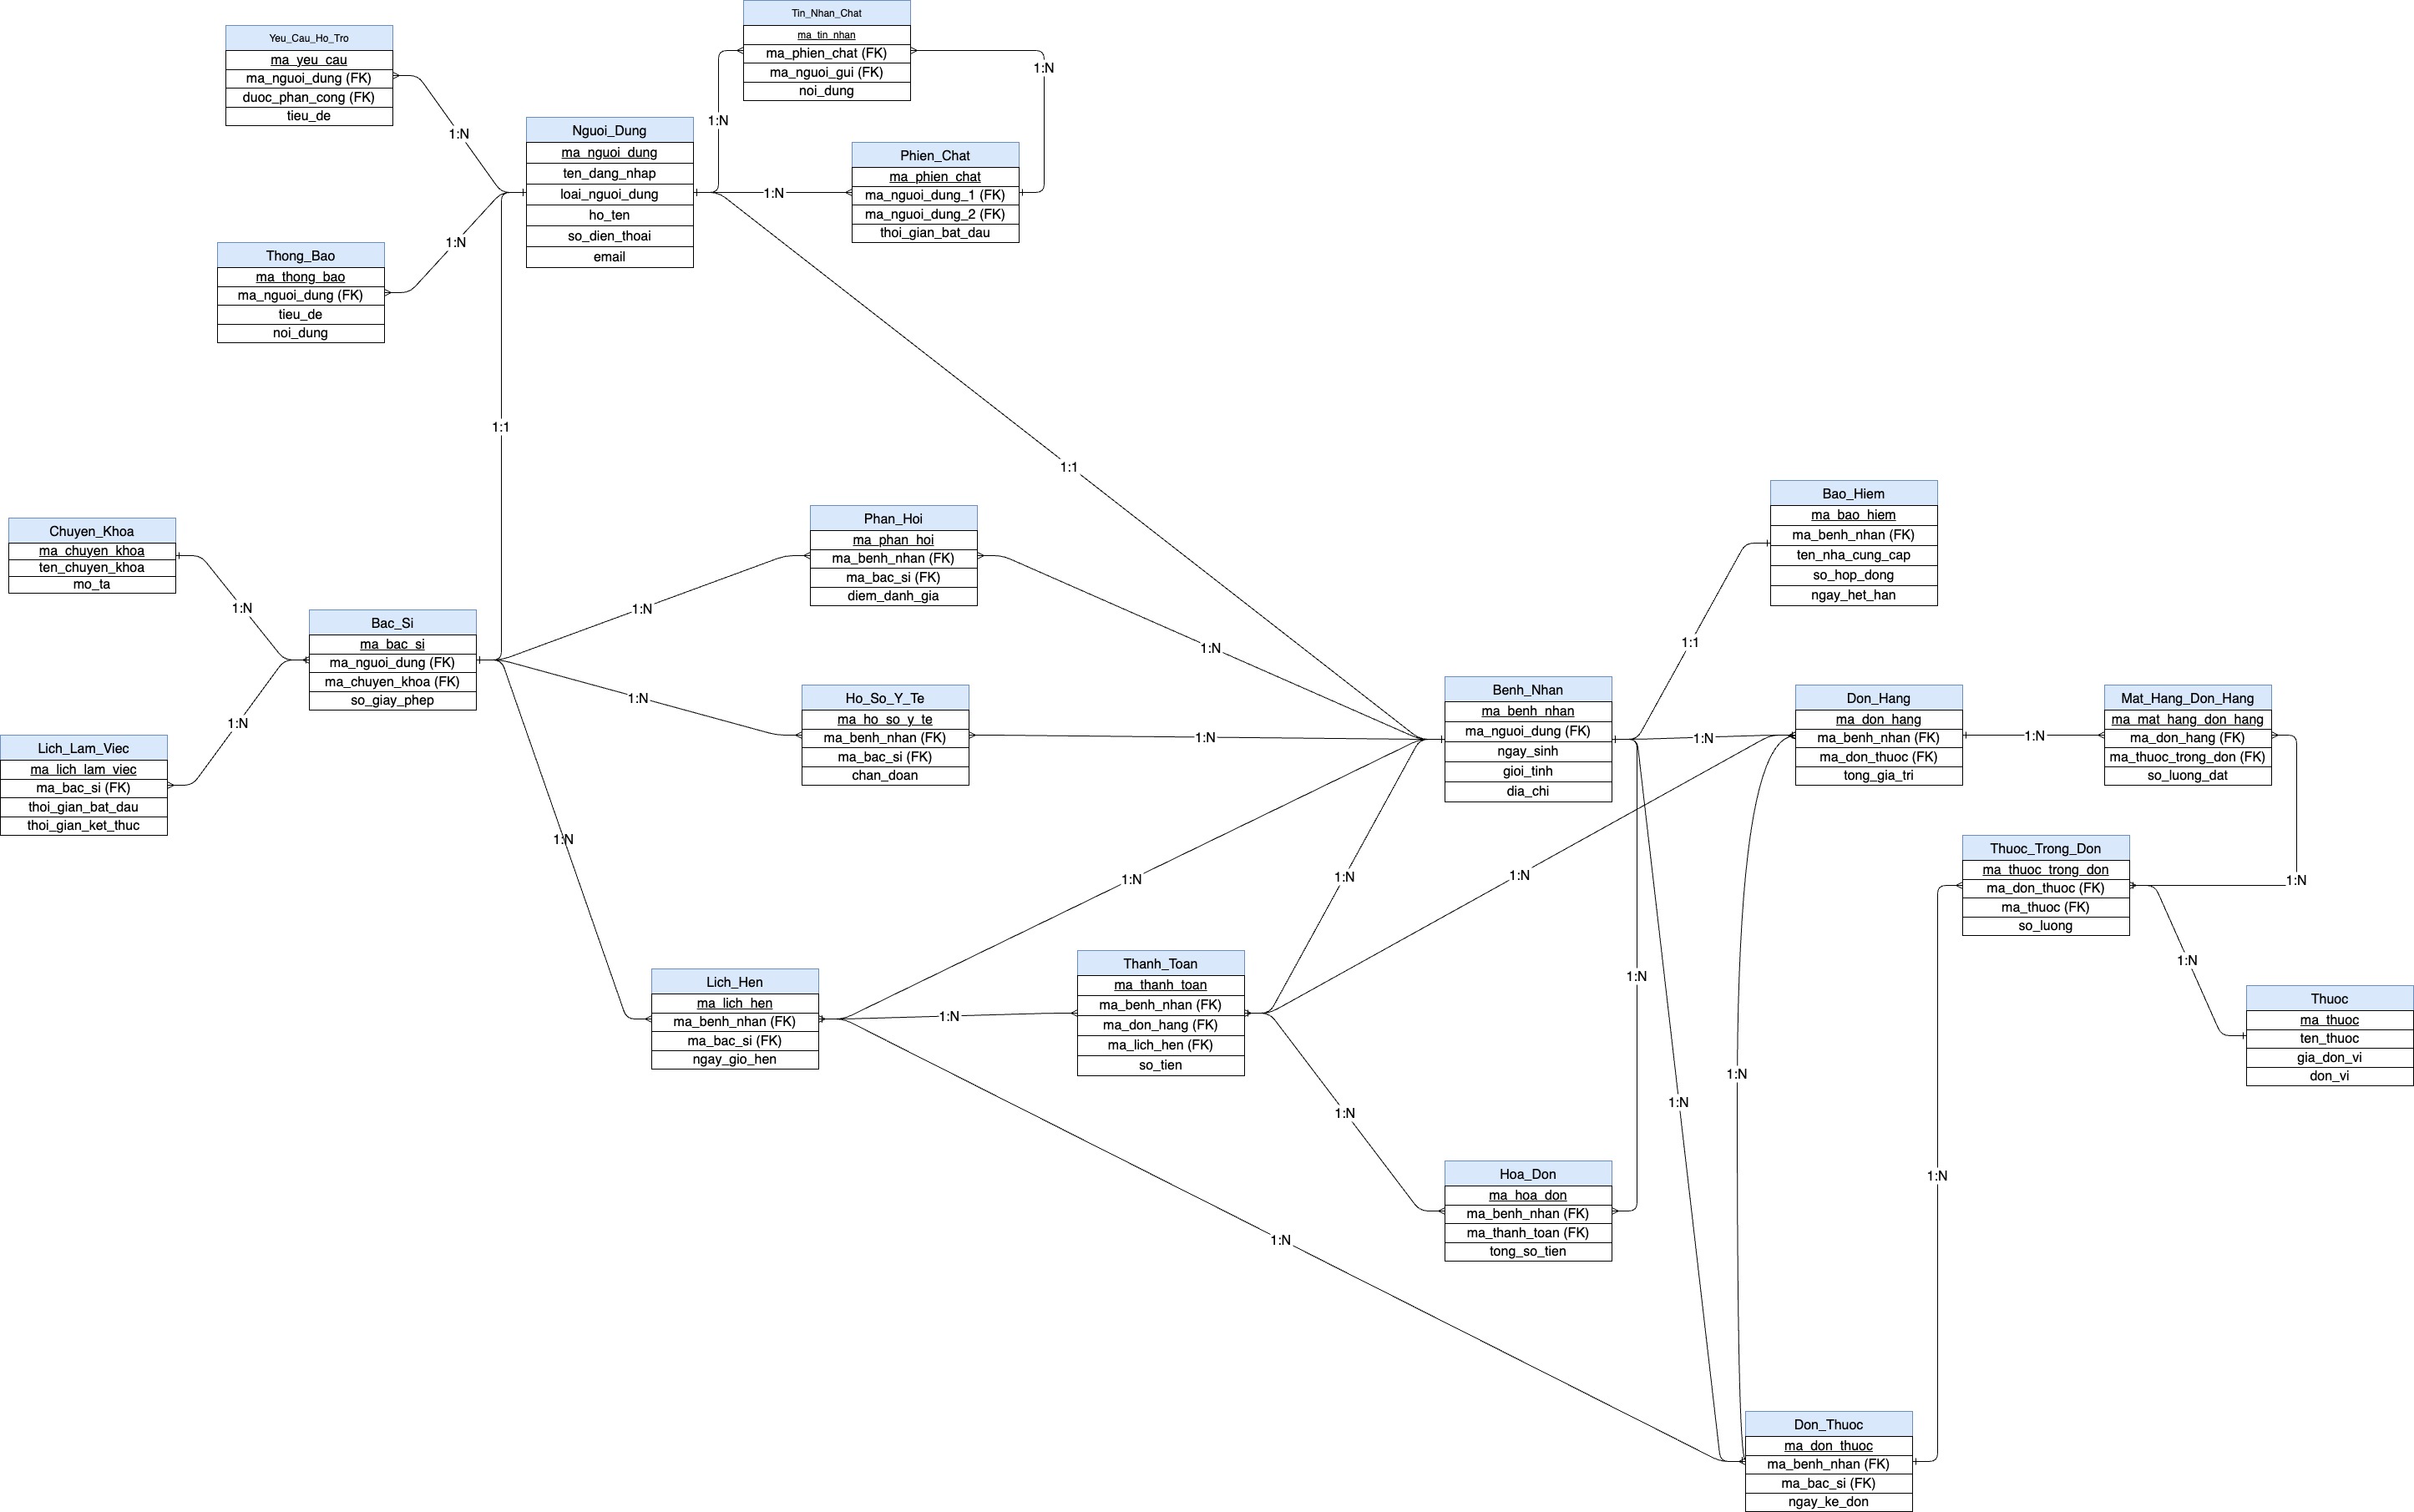 Tin_Nhan_Chat
ma_tin_nhan
ma_phien_chat (FK)
ma_nguoi_gui (FK)
noi_dung
Yeu_Cau_Ho_Tro
ma_yeu_cau
ma_nguoi_dung (FK)
duoc_phan_cong (FK)
tieu_de
1:N
1:N
1:N
Nguoi_Dung
ma_nguoi_dung
ten_dang_nhap
loai_nguoi_dung
ho_ten
so_dien_thoai
email
1:N
Phien_Chat
ma_phien_chat
ma_nguoi_dung_1 (FK)
ma_nguoi_dung_2 (FK)
thoi_gian_bat_dau
1:N
Thong_Bao
ma_thong_bao
ma_nguoi_dung (FK)
tieu_de
noi_dung
1:1
1:1
Chuyen_Khoa
ma_chuyen_khoa
ten_chuyen_khoa
mo_ta
1:N
Bac_Si
ma_bac_si
ma_nguoi_dung (FK)
ma_chuyen_khoa (FK)
so_giay_phep
1:N
Lich_Lam_Viec
ma_lich_lam_viec
ma_bac_si (FK)
thoi_gian_bat_dau
thoi_gian_ket_thuc
Phan_Hoi
ma_phan_hoi
ma_benh_nhan (FK)
ma_bac_si (FK)
diem_danh_gia
1:N
1:N
Ho_So_Y_Te
ma_ho_so_y_te
ma_benh_nhan (FK)
ma_bac_si (FK)
chan_doan
1:N
1:N
1:N
Bao_Hiem
ma_bao_hiem
ma_benh_nhan (FK)
ten_nha_cung_cap
so_hop_dong
ngay_het_han
1:1
Benh_Nhan
ma_benh_nhan
ma_nguoi_dung (FK)
ngay_sinh
gioi_tinh
dia_chi
1:N
Don_Hang
ma_don_hang
ma_benh_nhan (FK)
ma_don_thuoc (FK)
tong_gia_tri
1:N
Mat_Hang_Don_Hang
ma_mat_hang_don_hang
ma_don_hang (FK)
ma_thuoc_trong_don (FK)
so_luong_dat
1:N
Thuoc_Trong_Don
ma_thuoc_trong_don
ma_don_thuoc (FK)
ma_thuoc (FK)
so_luong
1:N
Thuoc
ma_thuoc
ten_thuoc
gia_don_vi
don_vi
1:N
1:N
1:N
Lich_Hen
ma_lich_hen
ma_benh_nhan (FK)
ma_bac_si (FK)
ngay_gio_hen
1:N
Thanh_Toan
ma_thanh_toan
ma_benh_nhan (FK)
ma_don_hang (FK)
ma_lich_hen (FK)
so_tien
1:N
1:N
1:N
1:N
1:N
Hoa_Don
ma_hoa_don
ma_benh_nhan (FK)
ma_thanh_toan (FK)
tong_so_tien
1:N
1:N
Don_Thuoc
ma_don_thuoc
ma_benh_nhan (FK)
ma_bac_si (FK)
ngay_ke_don